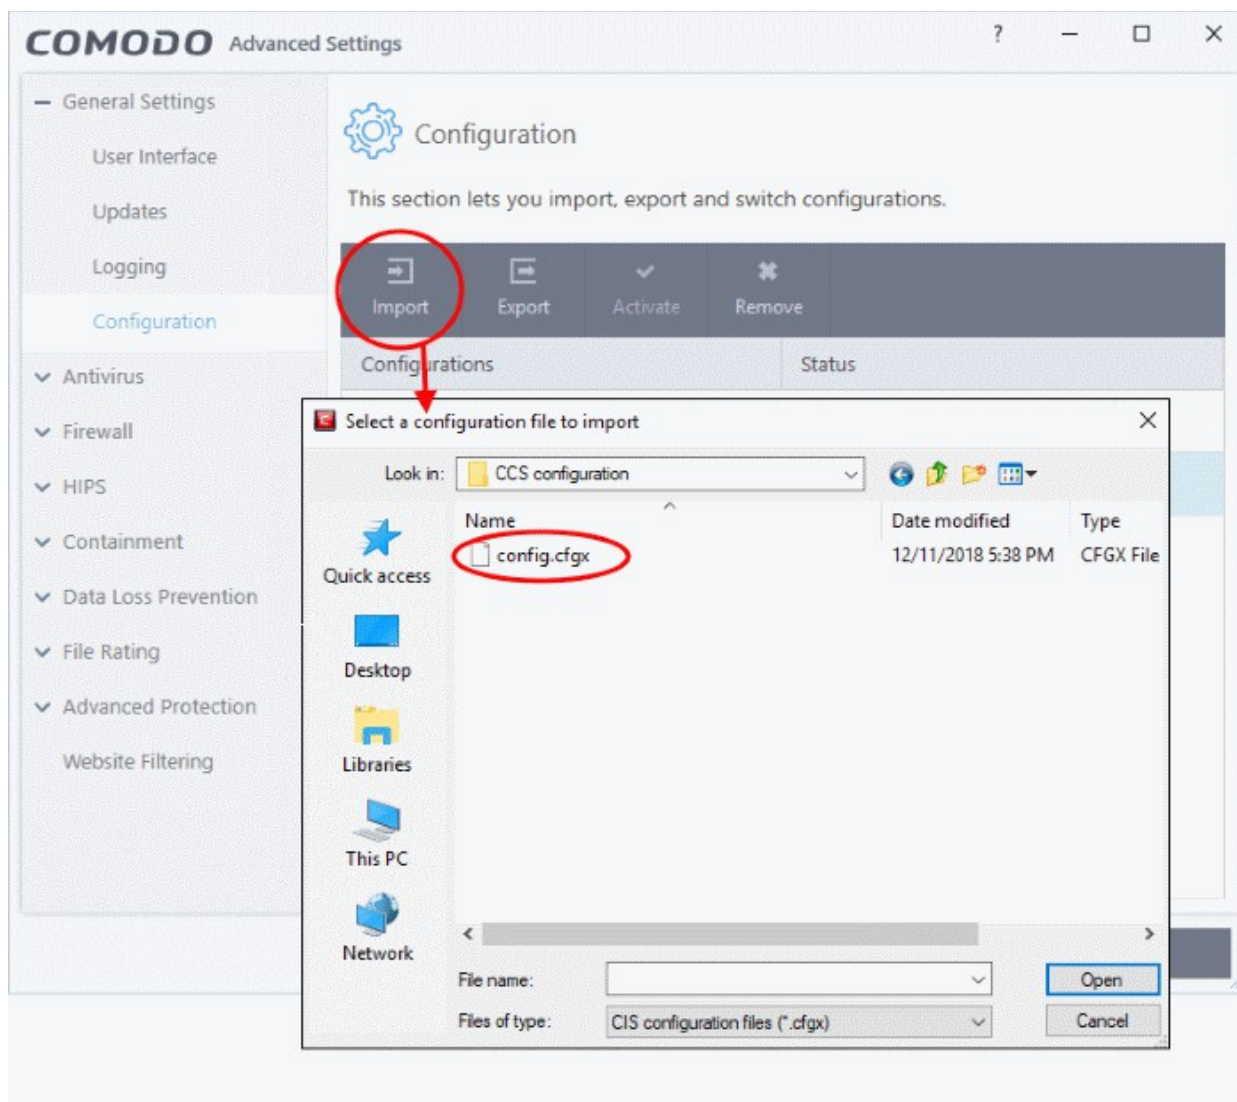 COMODO Advanced Settings ?
General Settings
User Interface
Updates
Logging
Configuration
Antivirus
Firewall
HIPS
Containment
Data Loss Prevention
File Rating
Advanced Protection
Website Filtering
Configuration
This section lets you import, export and switch configurations.
Import Export Activate Remove
Configurations Status
Select a configuration file to import
Look in: CCS configuration
Name Date modified Type
config.cfgx 12/11/2018 5:38 PM CFGX File
Quick access
Desktop
Libraries
This PC
Network
File name: Open
Files of type: CIS configuration files (*.cfgx) Cancel